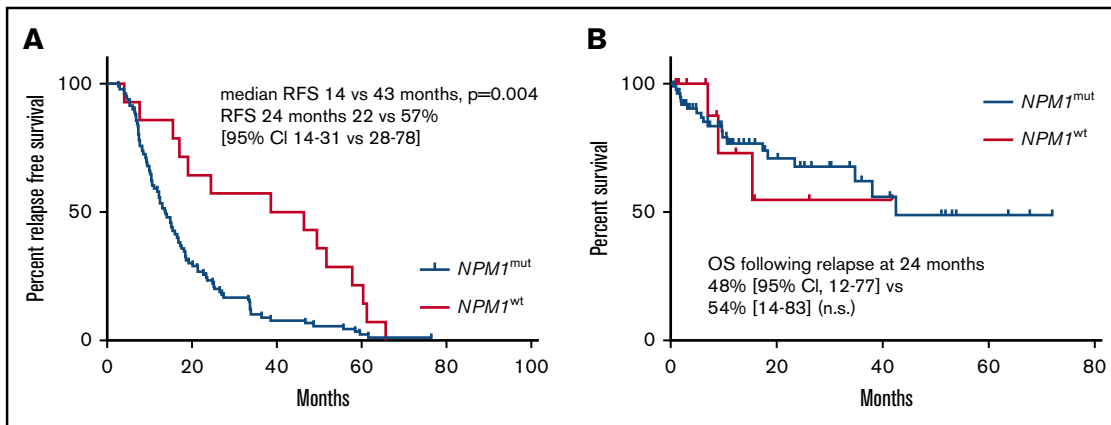 A
Percent relapse free survival
100
50
0
0 20 40 60 80 100
Months
median RFS 14 vs 43 months, p=0.004
RFS 24 months 22 vs 57%
[95% CI 14-31 vs 28-78]
NPM1mut
NPM1wt
B
Percent survival
100
50
0
0 20 40 60 80
Months
NPM1mut
NPM1wt
OS following relapse at 24 months
48% [95% CI, 12-77] vs
54% [14-83] (n.s.)